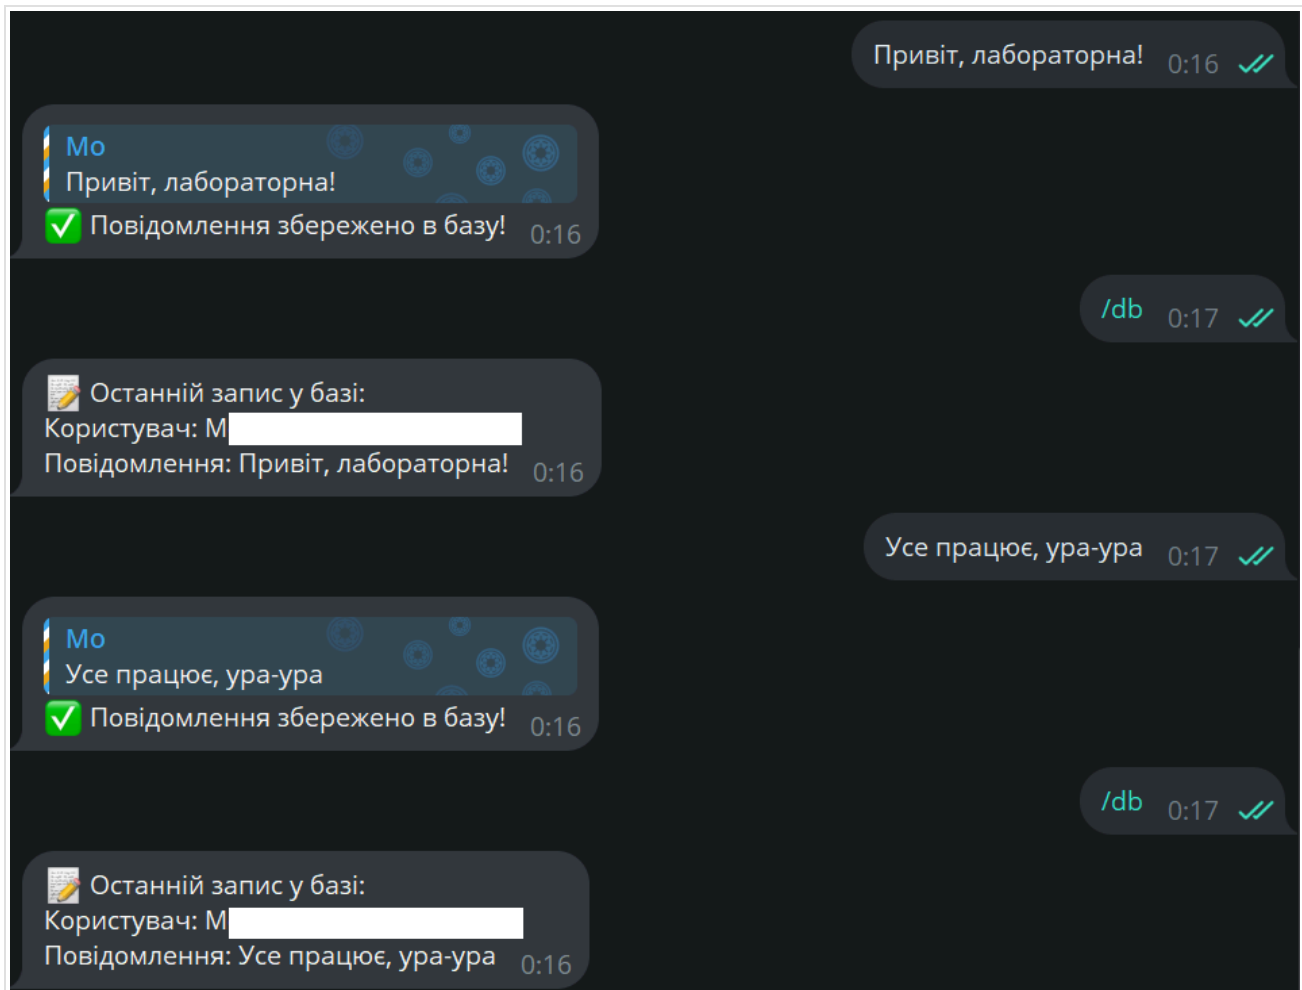 Привіт, лабораторна! 0:16
Mo
Привіт, лабораторна!
✅ Повідомлення збережено в базу! 0:16
/db 0:17
📝 Останній запис у базі:
Користувач: М
Повідомлення: Привіт, лабораторна! 0:16
Усе працює, ура-ура 0:17
Mo
Усе працює, ура-ура
✅ Повідомлення збережено в базу! 0:16
/db 0:17
📝 Останній запис у базі:
Користувач: М
Повідомлення: Усе працює, ура-ура 0:16